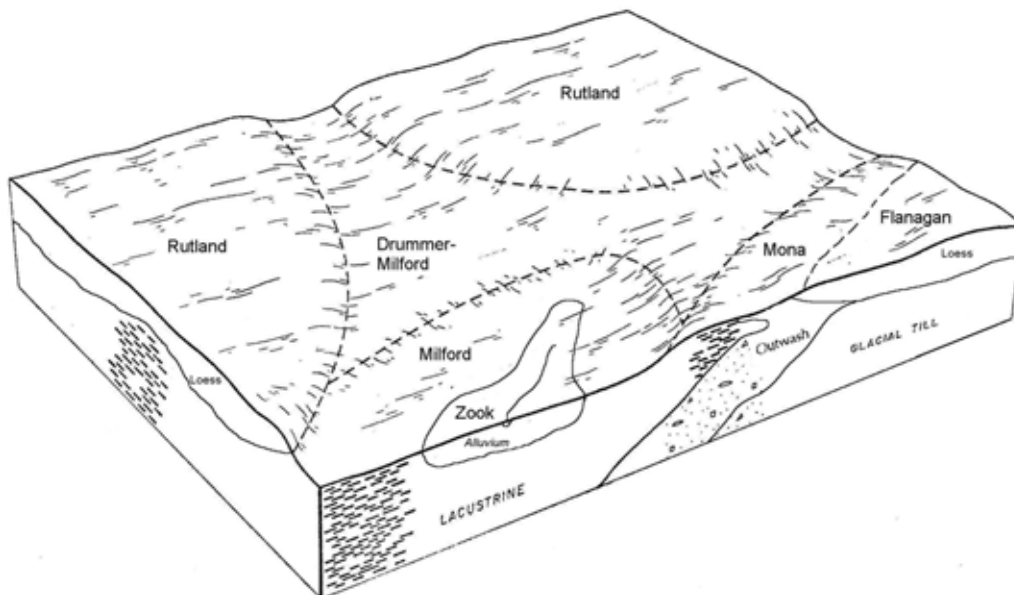 Rutland
Rutland
Drummer-
Milford
Mona
Flanagan
Loess
Milford
Zook
Alluvium
Loess
Outwash
GLACIAL TILL
LACUSTRINE